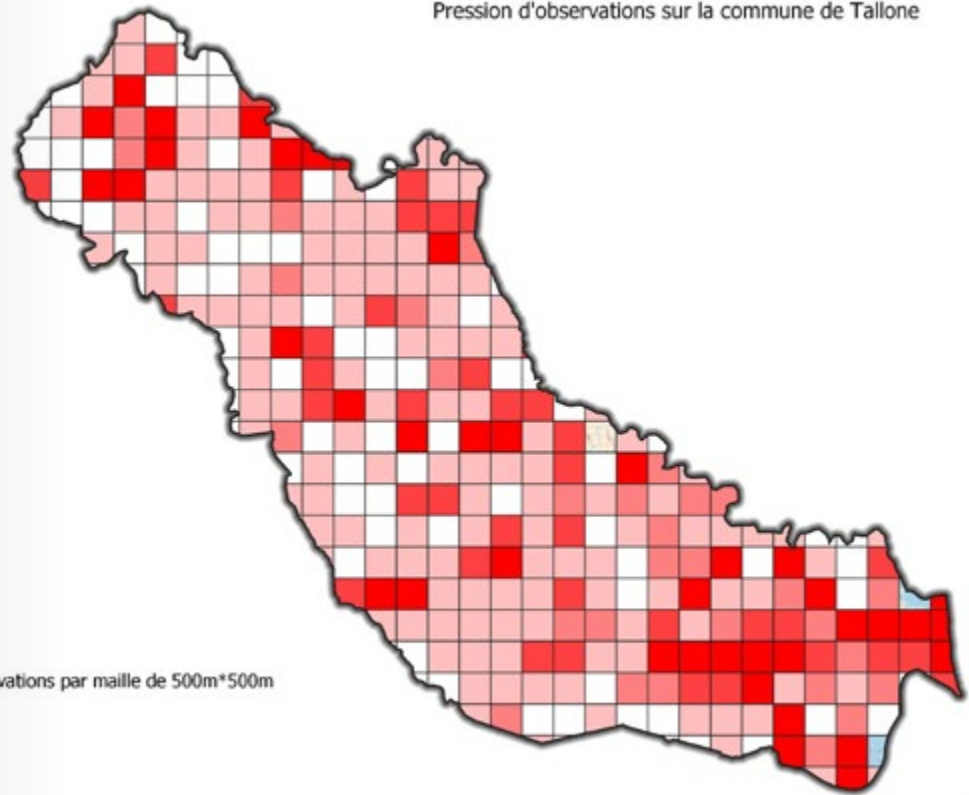 Pression d'observations sur la commune de Tallone
vations par maille de 500m*500m